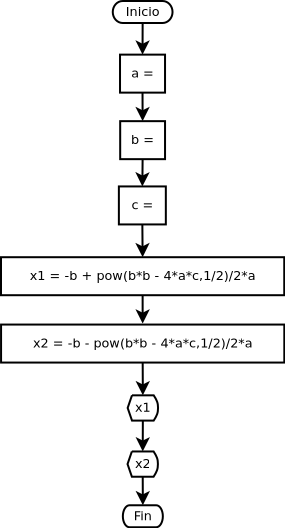 Inicio
a =
b =
c =
x1 = -b + pow(b*b - 4*a*c,1/2)/2*a
x2 = -b - pow(b*b - 4*a*c,1/2)/2*a
x1
x2
Fin